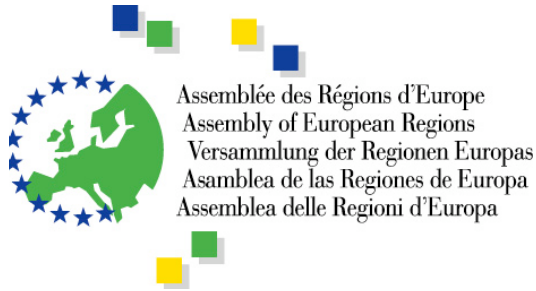 Assemblée des Régions d'Europe
Assembly of European Regions
Versammlung der Regionen Europas
Asamblea de las Regiones de Europa
Assemblea delle Regioni d'Europa